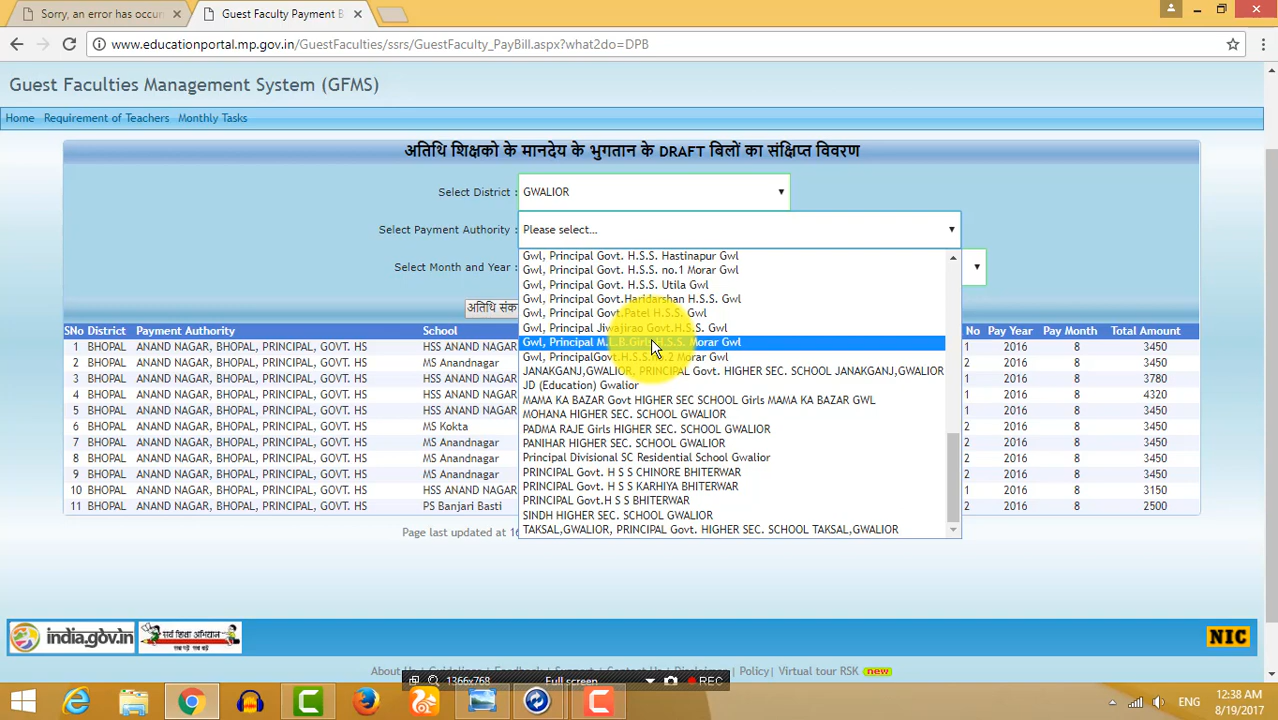 Sorry, an error has occurr
Guest Faculty Payment B
www.educationportal.mp.gov.in/GuestFaculties/ssrs/GuestFaculty_PayBill.aspx?what2do=DPB
Guest Faculties Management System (GFMS)
Home Requirement of Teachers Monthly Tasks
अतिथि शिक्षको के मानदेय के भुगतान के DRAFT बिलों का संक्षिप्त विवरण
Select District : GWALIOR
Select Payment Authority : Please select...
Select Month and Year :
अतिथि संक
Gwl, Principal Govt. H.S.S. Hastinapur Gwl
Gwl, Principal Govt. H.S.S. no.1 Morar Gwl
Gwl, Principal Govt. H.S.S. Utila Gwl
Gwl, Principal Govt.Haridarshan H.S.S. Gwl
Gwl, Principal Govt.Patel H.S.S. Gwl
Gwl, Principal Jiwajirao Govt.H.S.S. Gwl
Gwl, Principal M.L.B.Girls H.S.S. Morar Gwl
Gwl, PrincipalGovt.H.S.S.no.2 Morar Gwl
JANAKGANJ,GWALIOR, PRINCIPAL Govt. HIGHER SEC. SCHOOL JANAKGANJ,GWALIOR
JD (Education) Gwalior
MAMA KA BAZAR Govt HIGHER SEC SCHOOL Girls MAMA KA BAZAR GWL
MOHANA HIGHER SEC. SCHOOL GWALIOR
PADMA RAJE Girls HIGHER SEC. SCHOOL GWALIOR
PANIHAR HIGHER SEC. SCHOOL GWALIOR
Principal Divisional SC Residential School Gwalior
PRINCIPAL Govt. H S S CHINORE BHITERWAR
PRINCIPAL Govt. H S S KARHIYA BHITERWAR
PRINCIPAL Govt.H S S BHITERWAR
SINDH HIGHER SEC. SCHOOL GWALIOR
TAKSAL,GWALIOR, PRINCIPAL Govt. HIGHER SEC. SCHOOL TAKSAL,GWALIOR
SNo District Payment Authority School No Pay Year Pay Month Total Amount
1 BHOPAL ANAND NAGAR, BHOPAL, PRINCIPAL, GOVT. HS HSS ANAND NAGAR 1 2016 8 3450
2 BHOPAL ANAND NAGAR, BHOPAL, PRINCIPAL, GOVT. HS MS Anandnagar 2 2016 8 3450
3 BHOPAL ANAND NAGAR, BHOPAL, PRINCIPAL, GOVT. HS HSS ANAND NAGAR 1 2016 8 3780
4 BHOPAL ANAND NAGAR, BHOPAL, PRINCIPAL, GOVT. HS HSS ANAND NAGAR 1 2016 8 4320
5 BHOPAL ANAND NAGAR, BHOPAL, PRINCIPAL, GOVT. HS HSS ANAND NAGAR 1 2016 8 3450
6 BHOPAL ANAND NAGAR, BHOPAL, PRINCIPAL, GOVT. HS MS Kokta 2 2016 8 3450
7 BHOPAL ANAND NAGAR, BHOPAL, PRINCIPAL, GOVT. HS MS Anandnagar 2 2016 8 3450
8 BHOPAL ANAND NAGAR, BHOPAL, PRINCIPAL, GOVT. HS MS Anandnagar 2 2016 8 3450
9 BHOPAL ANAND NAGAR, BHOPAL, PRINCIPAL, GOVT. HS MS Anandnagar 2 2016 8 3450
10 BHOPAL ANAND NAGAR, BHOPAL, PRINCIPAL, GOVT. HS HSS ANAND NAGAR 1 2016 8 3150
11 BHOPAL ANAND NAGAR, BHOPAL, PRINCIPAL, GOVT. HS PS Banjari Basti 2 2016 8 2500
Page last updated at
india.gov.in
सर्व शिक्षा अभियान
NIC
About Us Guidelines Feedback Support Contact Us Disclaimer Policy Virtual tour RSK new
1366x768 Full screen REC
ENG
12:38 AM
8/19/2017